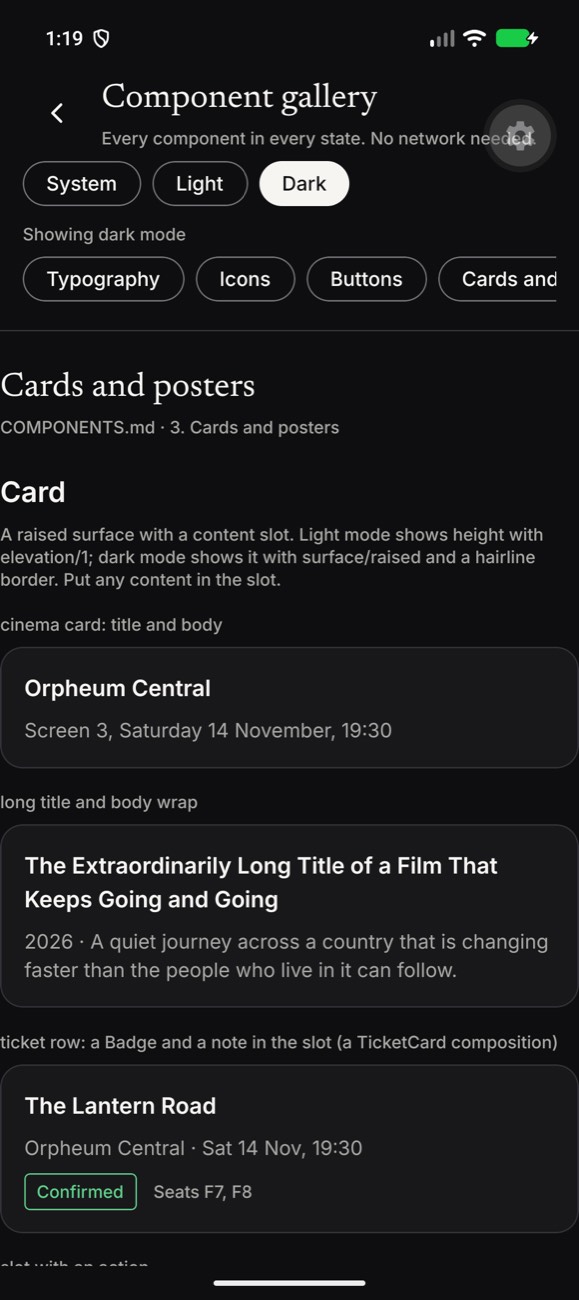 1:19
Component gallery
Every component in every state. No network needed.
System
Light
Dark
Showing dark mode
Typography
Icons
Buttons
Cards and
Cards and posters
COMPONENTS.md · 3. Cards and posters
Card
A raised surface with a content slot. Light mode shows height with
elevation/1; dark mode shows it with surface/raised and a hairline
border. Put any content in the slot.
cinema card: title and body
Orpheum Central
Screen 3, Saturday 14 November, 19:30
long title and body wrap
The Extraordinarily Long Title of a Film That
Keeps Going and Going
2026 · A quiet journey across a country that is changing
faster than the people who live in it can follow.
ticket row: a Badge and a note in the slot (a TicketCard composition)
The Lantern Road
Orpheum Central · Sat 14 Nov, 19:30
Confirmed
Seats F7, F8
slot with an action